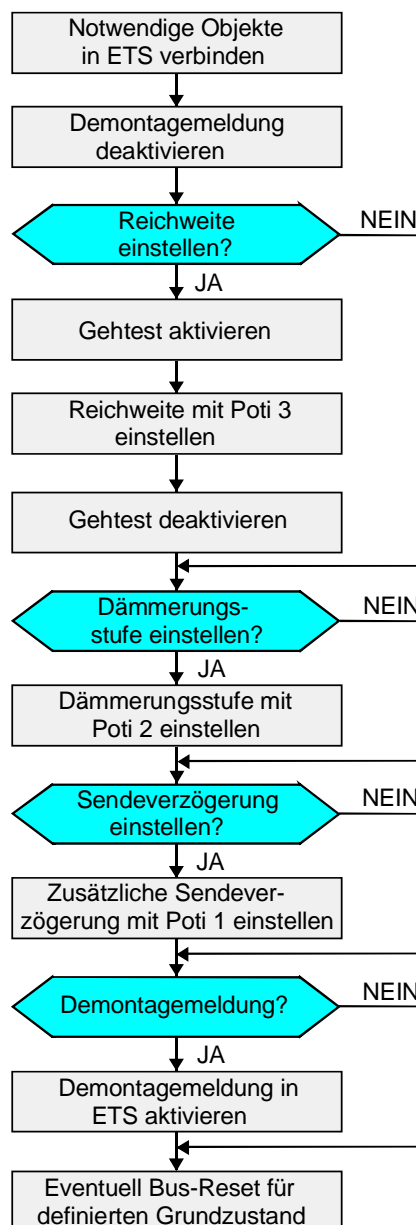 Notwendige Objekte
in ETS verbinden
Demontagemeldung
deaktivieren
Reichweite
einstellen?
NEIN
JA
Gehtest aktivieren
Reichweite mit Poti 3
einstellen
Gehtest deaktivieren
Dämmerungs-
stufe einstellen?
NEIN
JA
Dämmerungsstufe mit
Poti 2 einstellen
Sendeverzögerung
einstellen?
NEIN
JA
Zusätzliche Sendever-
zögerung mit Poti 1 einstellen
Demontagemeldung?
NEIN
JA
Demontagemeldung in
ETS aktivieren
Eventuell Bus-Reset für
definierten Grundzustand